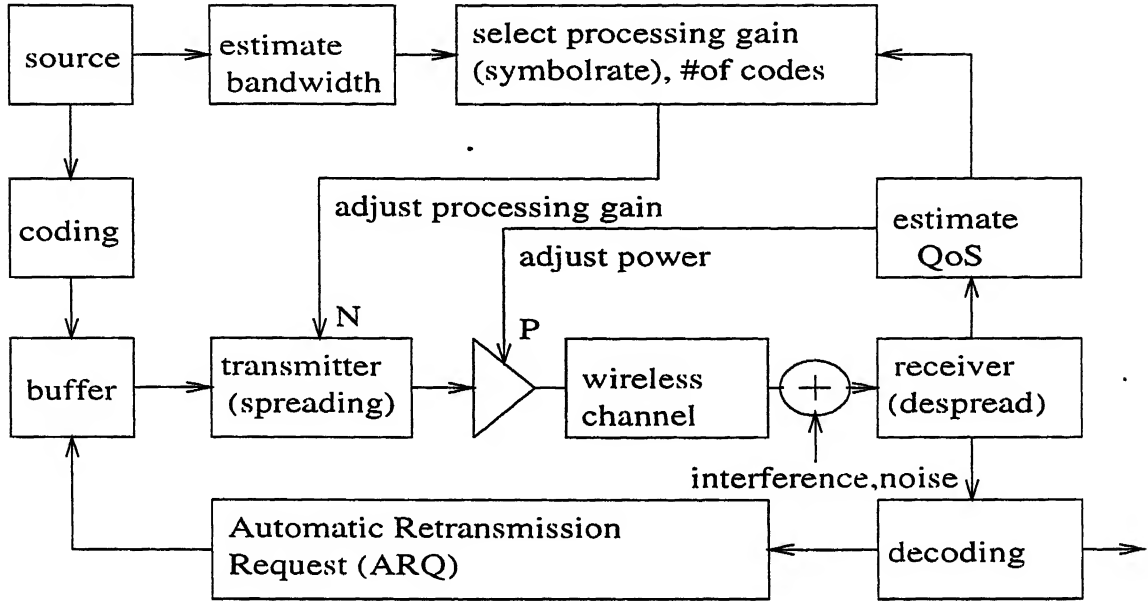 source
estimate
bandwidth
select processing gain
(symbolrate), #of codes
coding
adjust processing gain
adjust power
estimate
QoS
N
P
buffer
transmitter
(spreading)
wireless
channel
+
receiver
(despread)
interference,noise
Automatic Retransmission
Request (ARQ)
decoding